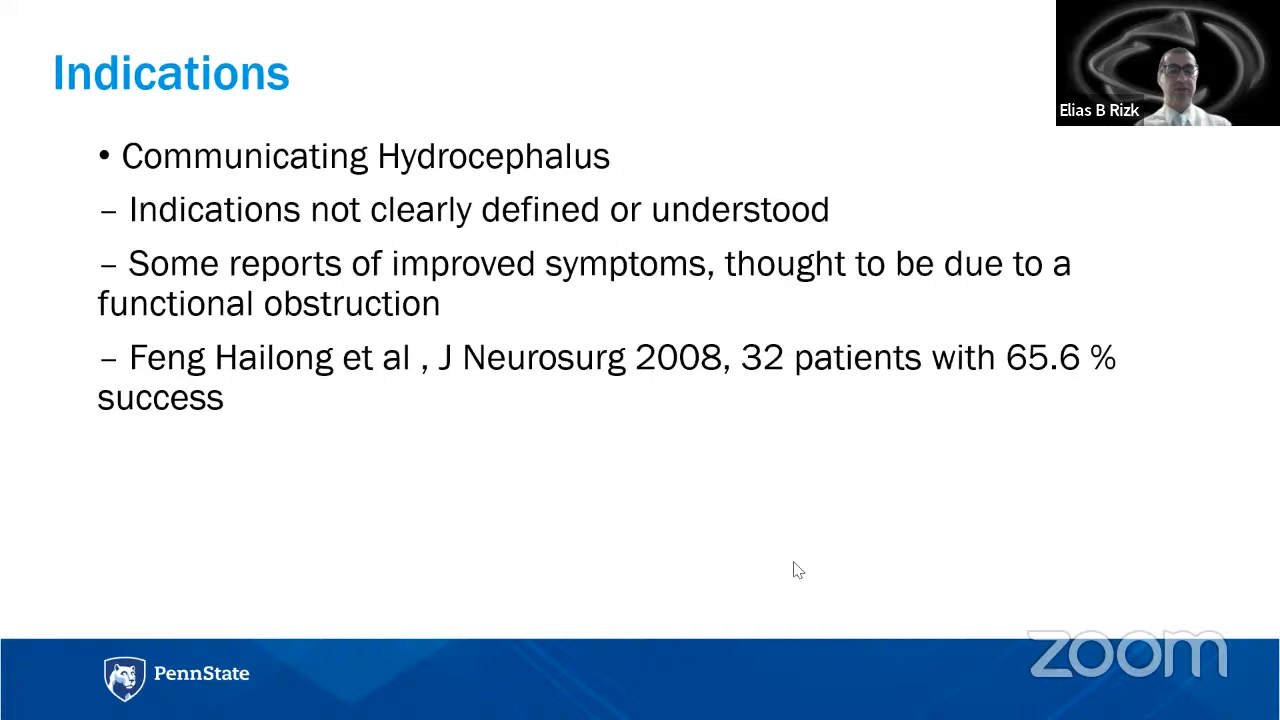 Indications
Elias B Rizk
• Communicating Hydrocephalus
– Indications not clearly defined or understood
– Some reports of improved symptoms, thought to be due to a
functional obstruction
– Feng Hailong et al , J Neurosurg 2008, 32 patients with 65.6 %
success
PennState
zoom